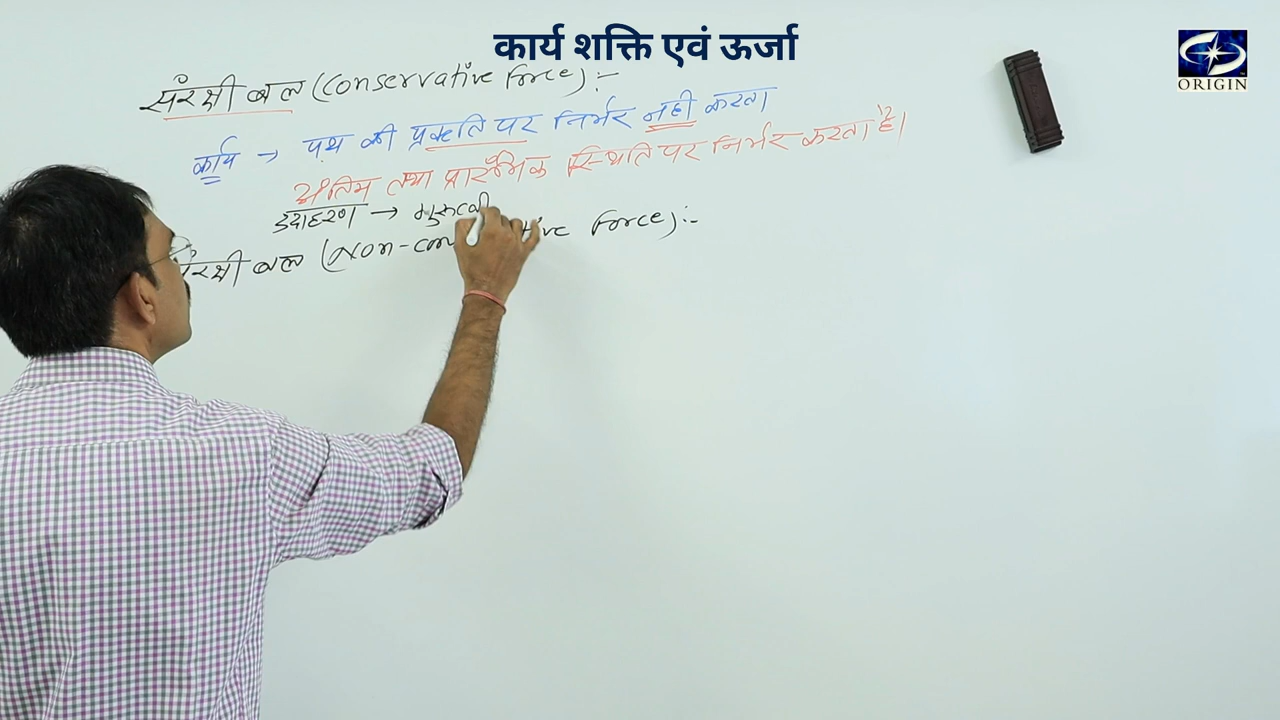 कार्य शक्ति एवं ऊर्जा
ORIGIN
संरक्षी बल (Conservative Force) :-
कार्य → पथ की प्रकृति पर निर्भर नही करता
अंतिम तथा प्रारंभिक स्थिति पर निर्भर करता है।
उदाहरण →
संरक्षी बल (Non- Force) :-